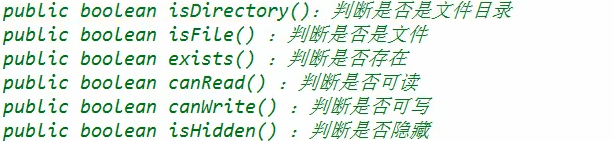 public boolean isDirectory(): 判断是否是文件目录
public boolean isFile() : 判断是否是文件
public boolean exists() : 判断是否存在
public boolean canRead() : 判断是否可读
public boolean canWrite() : 判断是否可写
public boolean isHidden() : 判断是否隐藏